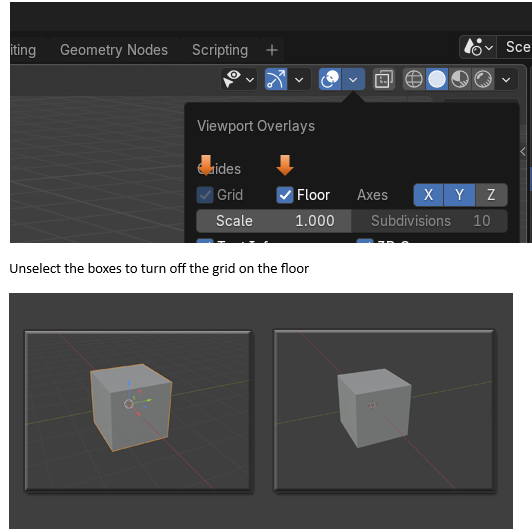 iting Geometry Nodes Scripting +
Sce
Viewport Overlays
Guides
Grid Floor Axes X Y Z
Scale 1.000 Subdivisions 10
Unselect the boxes to turn off the grid on the floor